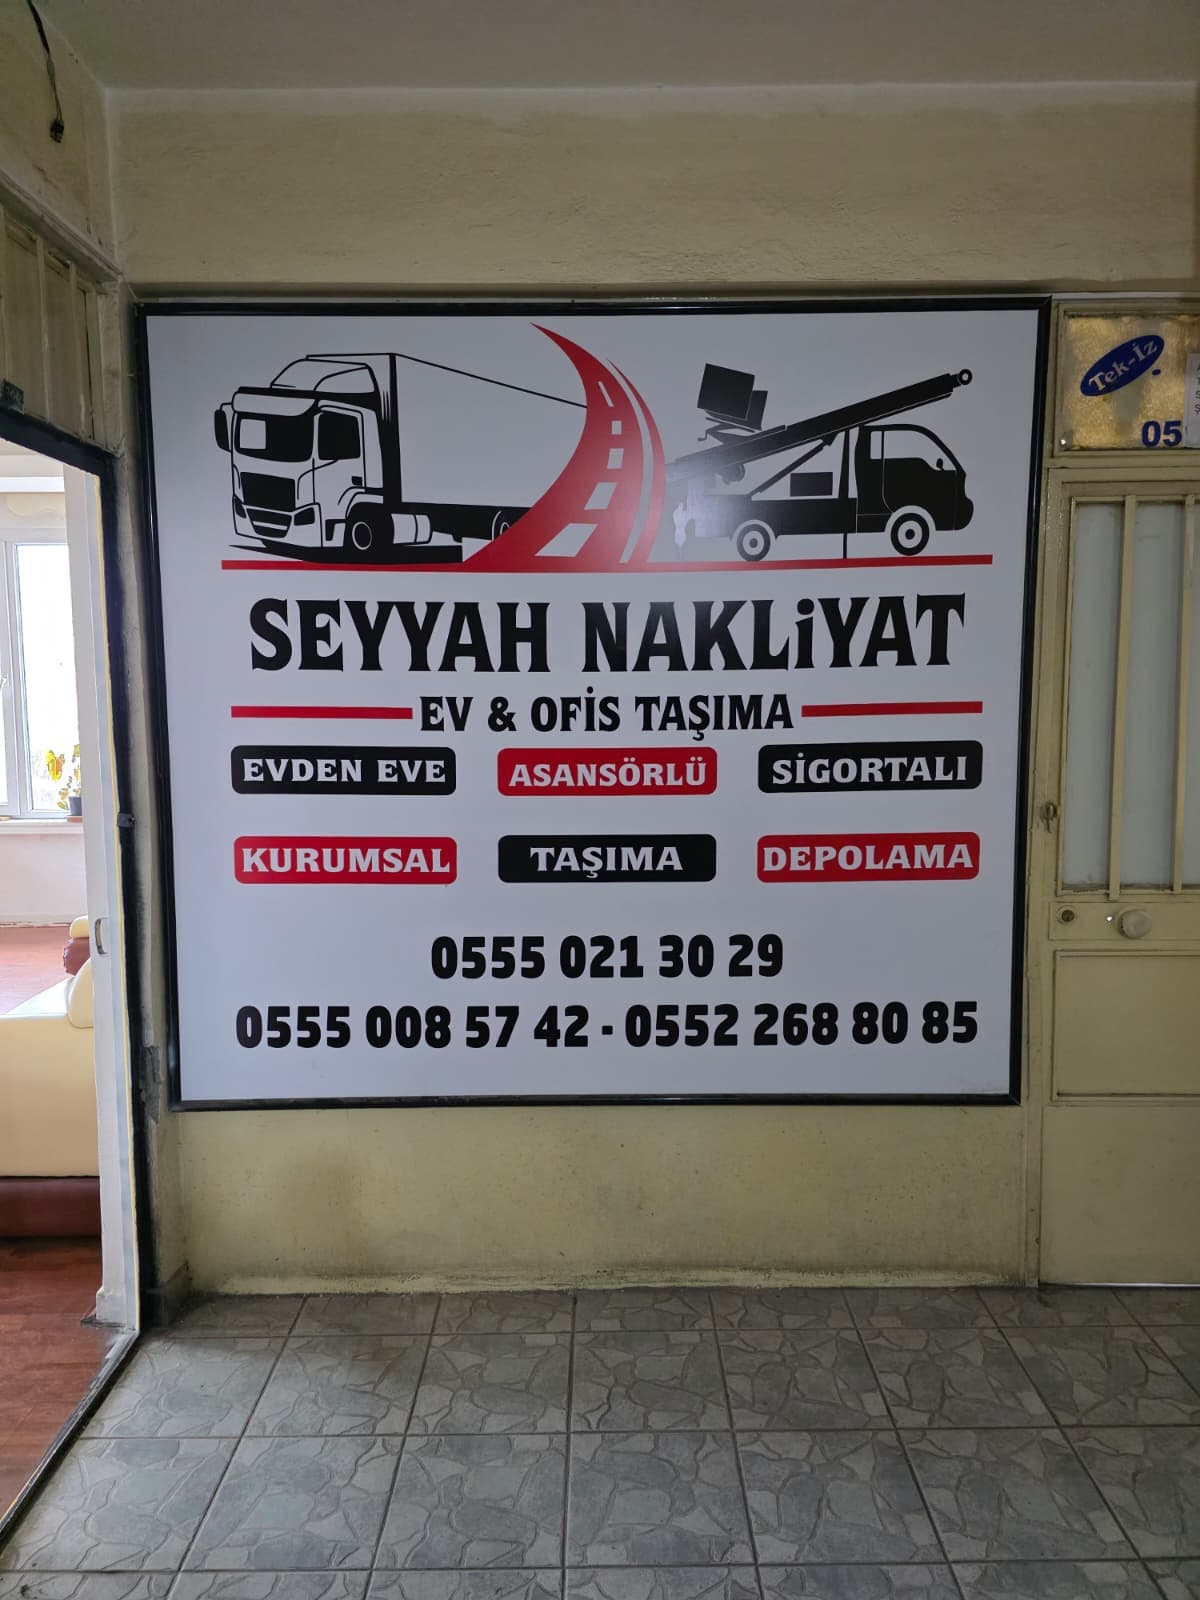 SEYYAH NAKLİYAT
EV & OFİS TAŞIMA
EVDEN EVE ASANSÖRLÜ SİGORTALI
KURUMSAL TAŞIMA DEPOLAMA
0555 021 30 29
0555 008 57 42 - 0552 268 80 85
Tek-İz
05